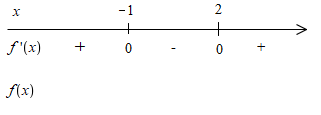 x -1 2
f'(x) + 0 - 0 +
f(x)